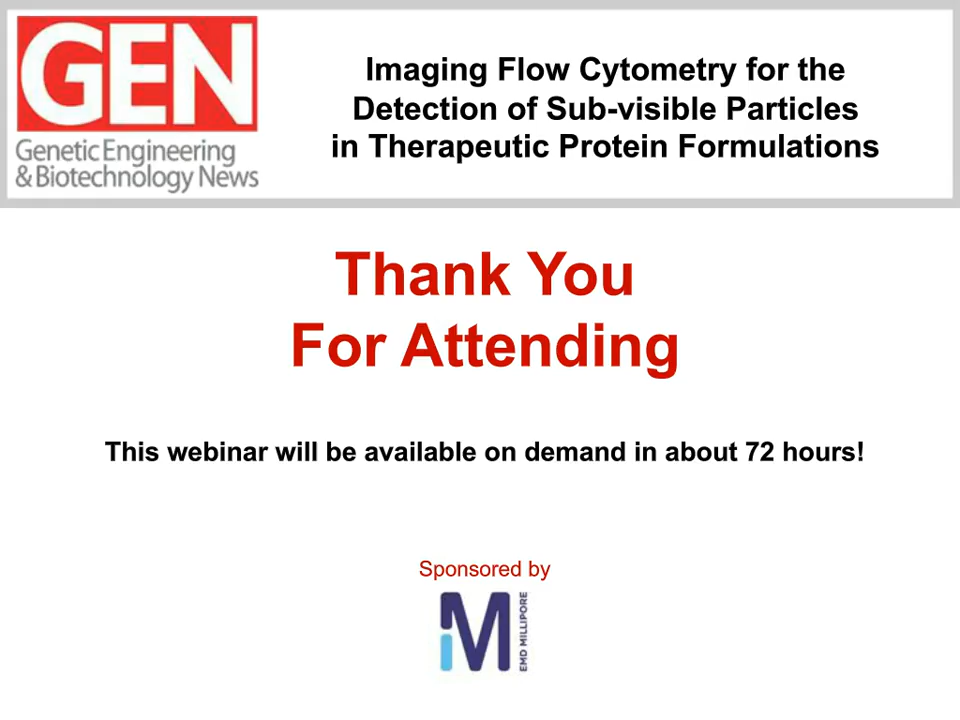 GEN
Genetic Engineering
& Biotechnology News
Imaging Flow Cytometry for the
Detection of Sub-visible Particles
in Therapeutic Protein Formulations
Thank You
For Attending
This webinar will be available on demand in about 72 hours!
Sponsored by
M
EMD MILLIPORE